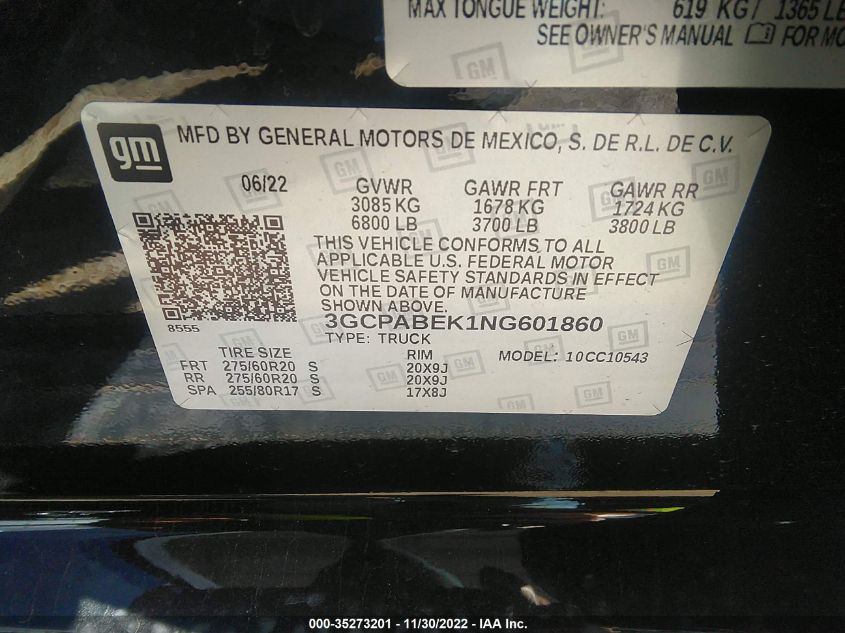 MAX TONGUE WEIGHT: 619 KG / 1365 LB
SEE OWNER'S MANUAL FOR MO
gm
MFD BY GENERAL MOTORS DE MEXICO, S. DE R.L. DE C.V.
06/22 GVWR GAWR FRT GAWR RR
3085 KG 1678 KG 1724 KG
6800 LB 3700 LB 3800 LB
THIS VEHICLE CONFORMS TO ALL
APPLICABLE U.S. FEDERAL MOTOR
VEHICLE SAFETY STANDARDS IN EFFECT
ON THE DATE OF MANUFACTURE
SHOWN ABOVE.
8555 3GCPABEK1NG601860
TYPE: TRUCK
TIRE SIZE RIM MODEL: 10CC10543
FRT 275/60R20 S 20X9J
RR 275/60R20 S 20X9J
SPA 255/80R17 S 17X8J
000-35273201 - 11/30/2022 - IAA Inc.